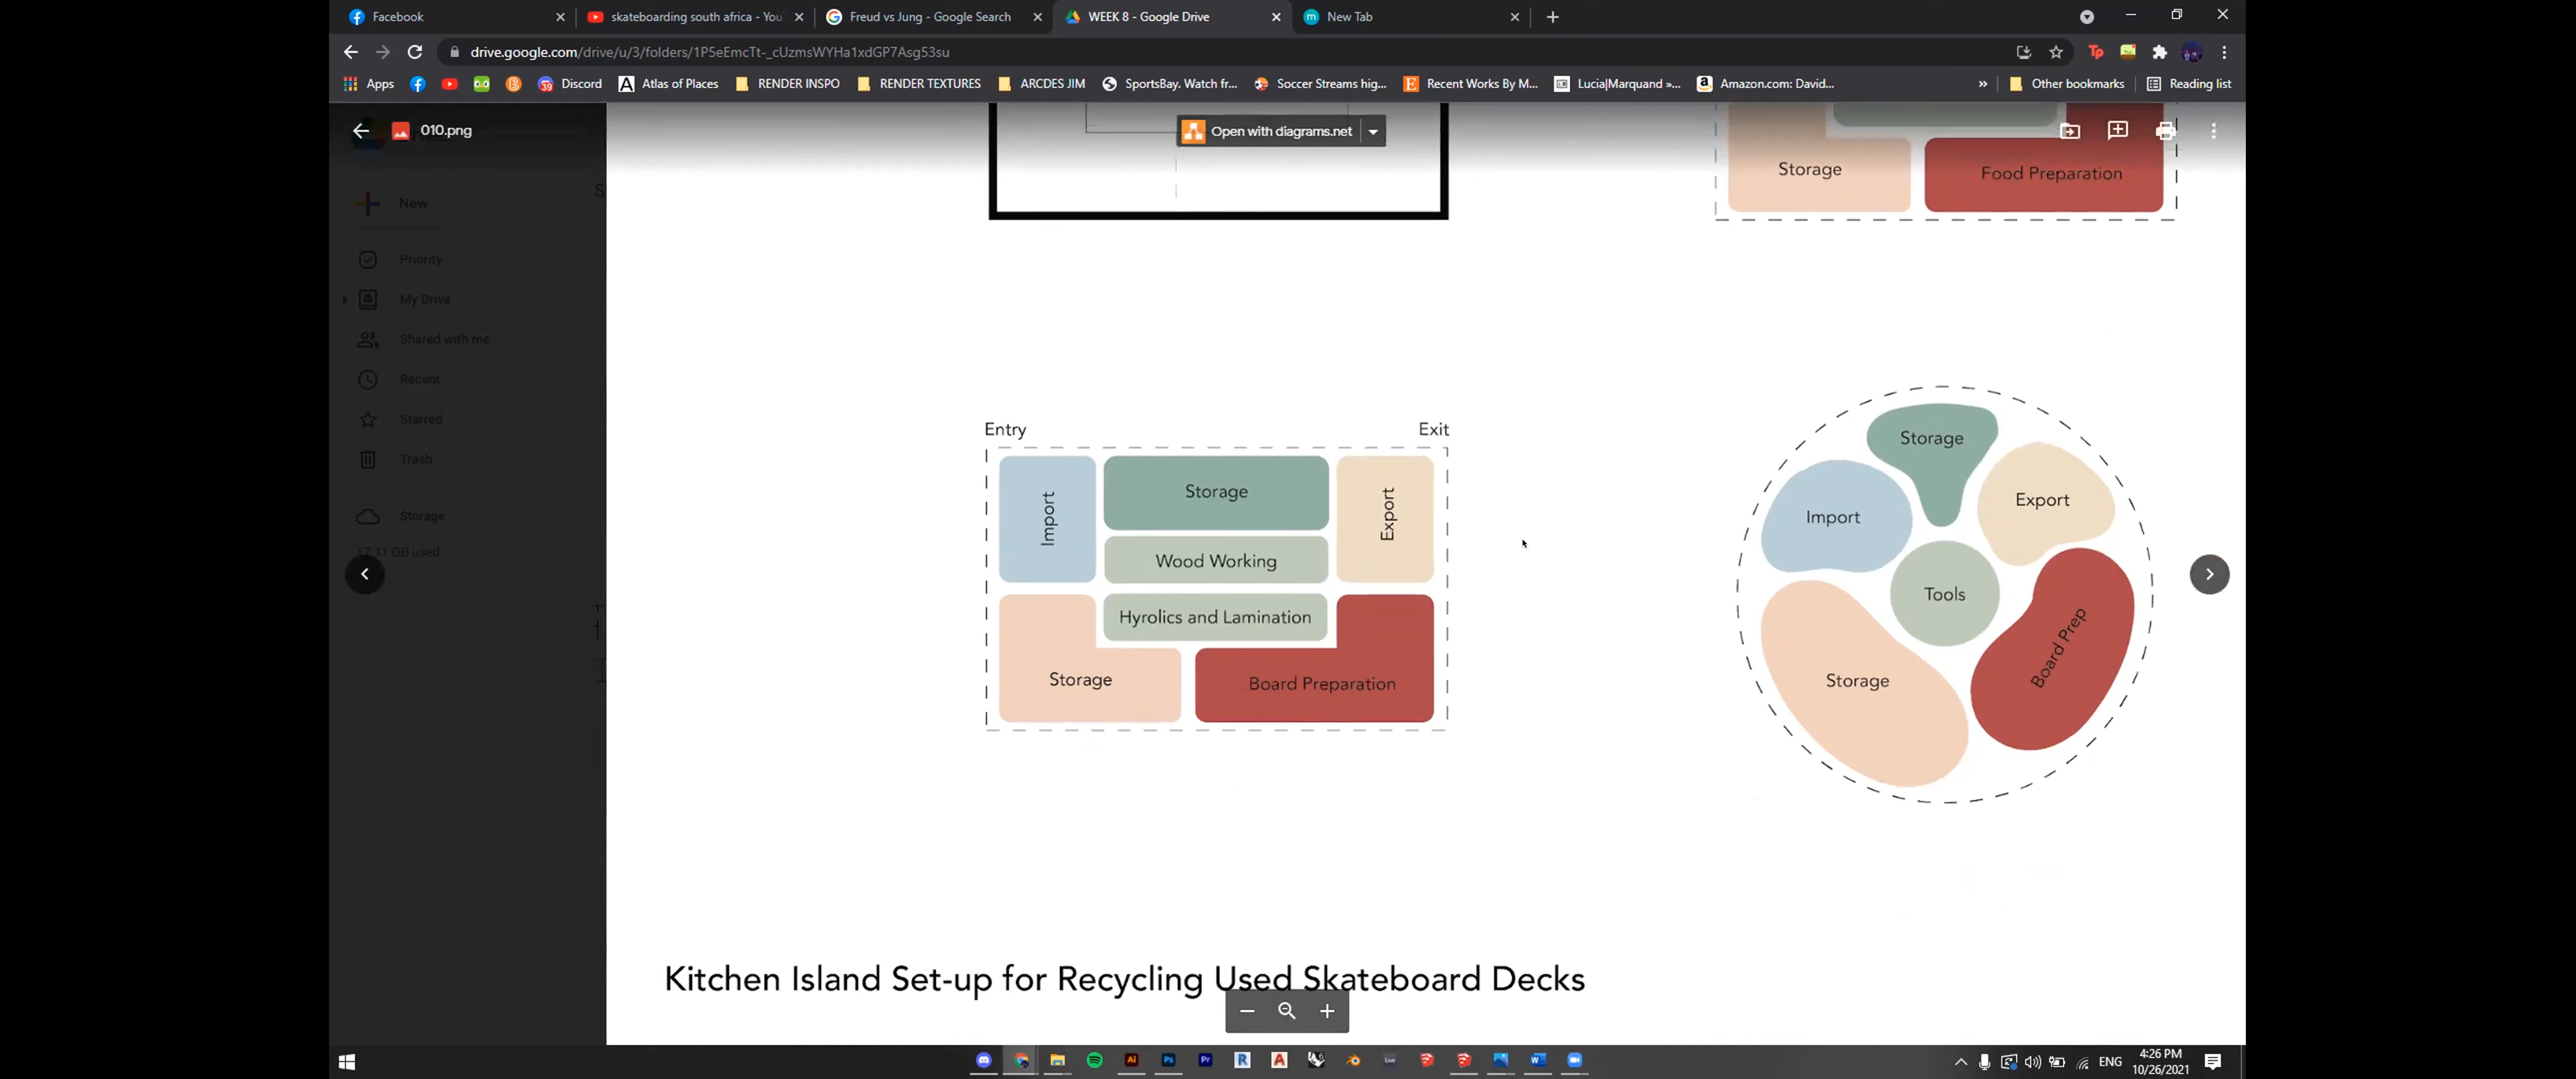 Facebook
skateboarding south africa - You
Freud vs Jung - Google Search
WEEK 8 - Google Drive
New Tab
drive.google.com/drive/u/3/folders/1P5eEmcTt-_cUzmsWYHa1xdGP7Asg53su
Apps
Discord
Atlas of Places
RENDER INSPO
RENDER TEXTURES
ARCDES JIM
SportsBay. Watch fr...
Soccer Streams hig...
Recent Works By M...
Lucia|Marquand »...
Amazon.com: David...
»
Other bookmarks
Reading list
010.png
Open with diagrams.net
New
Priority
My Drive
Shared with me
Recent
Starred
Trash
Storage
17.11 GB used
Storage
Food Preparation
Entry
Exit
Import
Storage
Export
Wood Working
Hyrolics and Lamination
Storage
Board Preparation
Storage
Import
Export
Tools
Board Prep
Storage
Kitchen Island Set-up for Recycling Used Skateboard Decks
ENG
4:26 PM
10/26/2021